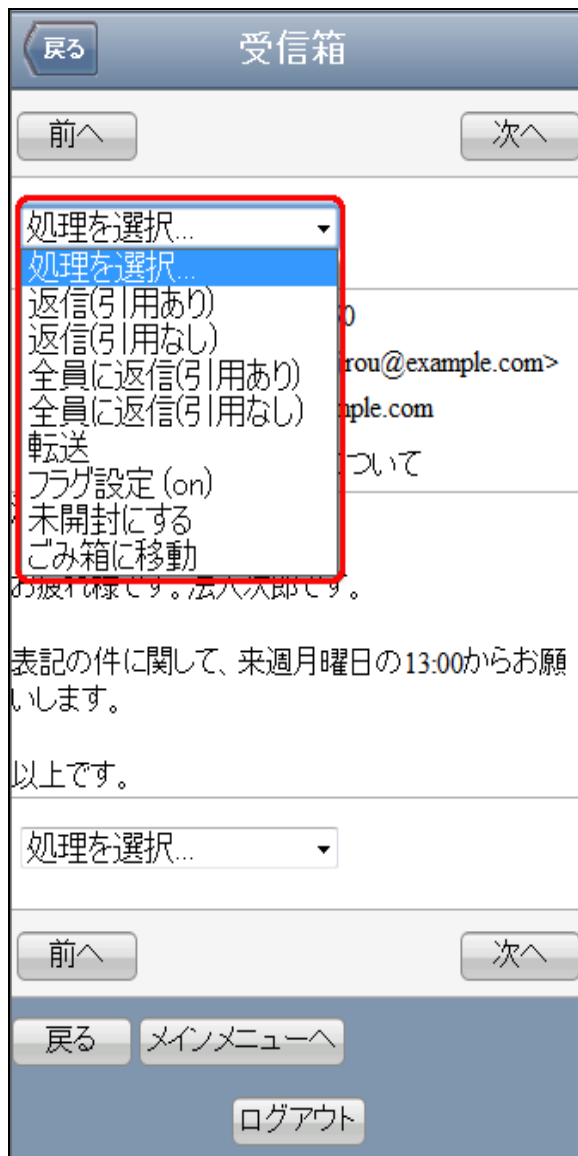 戻る 受信箱
前へ 次へ
処理を選択...
処理を選択...
返信(引用あり)
返信(引用なし)
全員に返信(引用あり)
rou@example.com>
全員に返信(引用なし)
mple.com
転送
ついて
フラグ設定 (on)
未開封にする
ごみ箱に移動
お疲れ様です。法人次郎です。
表記の件に関して、来週月曜日の13:00からお願
いします。
以上です。
処理を選択...
前へ 次へ
戻る メインメニューへ
ログアウト